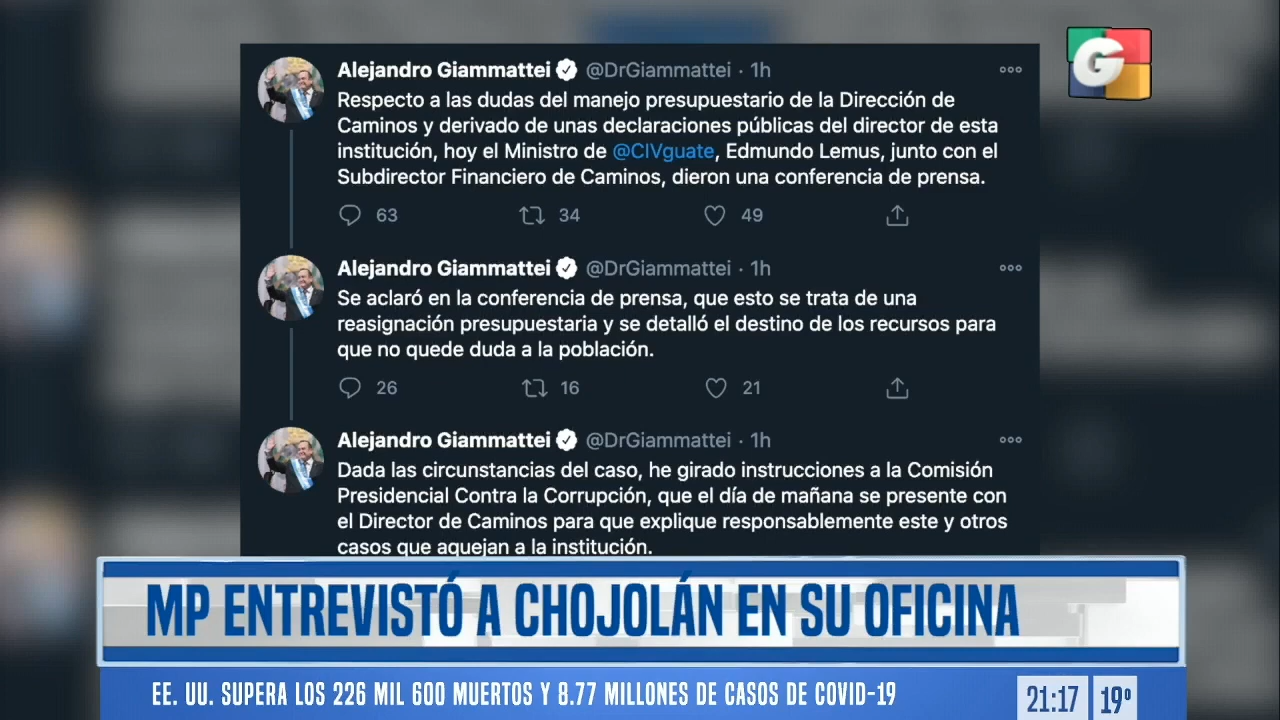 G
Alejandro Giammattei @DrGiammattei · 1h
Respecto a las dudas del manejo presupuestario de la Dirección de
Caminos y derivado de unas declaraciones públicas del director de esta
institución, hoy el Ministro de @CIVguate, Edmundo Lemus, junto con el
Subdirector Financiero de Caminos, dieron una conferencia de prensa.
63 34 49
Alejandro Giammattei @DrGiammattei · 1h
Se aclaró en la conferencia de prensa, que esto se trata de una
reasignación presupuestaria y se detalló el destino de los recursos para
que no quede duda a la población.
26 16 21
Alejandro Giammattei @DrGiammattei · 1h
Dada las circunstancias del caso, he girado instrucciones a la Comisión
Presidencial Contra la Corrupción, que el día de mañana se presente con
el Director de Caminos para que explique responsablemente este y otros
casos que aquejan a la institución.
MP ENTREVISTÓ A CHOJOLÁN EN SU OFICINA
EE. UU. SUPERA LOS 226 MIL 600 MUERTOS Y 8.77 MILLONES DE CASOS DE COVID-19
21:17 19º